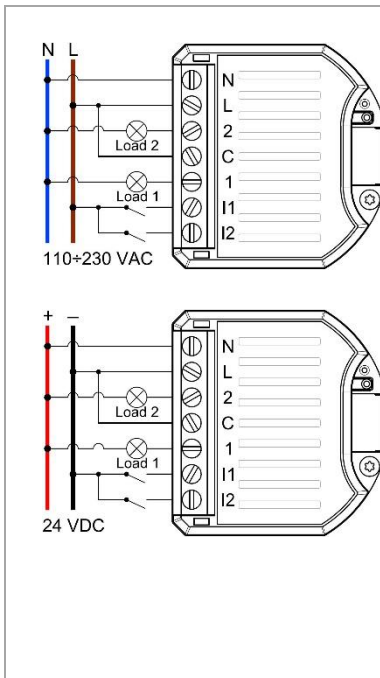 N L
N
L
2
Load 2
C
1
Load 1
I1
I2
110÷230 VAC
+ –
N
L
2
Load 2
C
1
Load 1
I1
I2
24 VDC